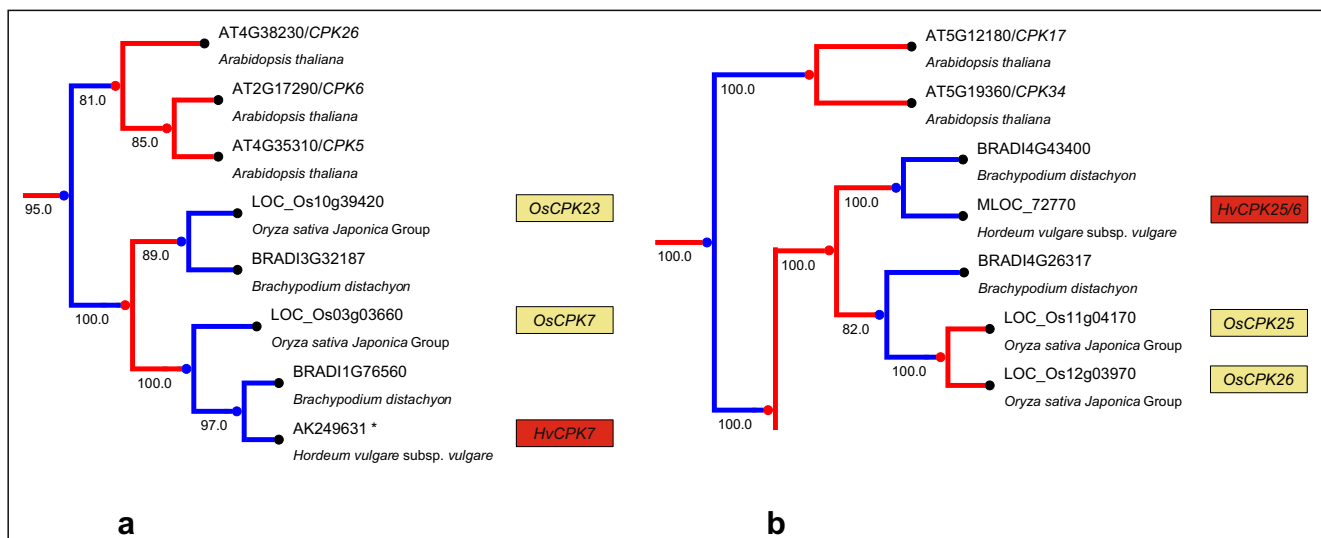 AT4G38230/CPK26
Arabidopsis thaliana
81.0
AT2G17290/CPK6
Arabidopsis thaliana
85.0
AT4G35310/CPK5
Arabidopsis thaliana
95.0
LOC_Os10g39420
OsCPK23
Oryza sativa Japonica Group
89.0
BRADI3G32187
Brachypodium distachyon
100.0
LOC_Os03g03660
OsCPK7
Oryza sativa Japonica Group
100.0
BRADI1G76560
Brachypodium distachyon
97.0
AK249631 *
HvCPK7
Hordeum vulgare subsp. vulgare
a
AT5G12180/CPK17
Arabidopsis thaliana
100.0
AT5G19360/CPK34
Arabidopsis thaliana
BRADI4G43400
Brachypodium distachyon
100.0
MLOC_72770
HvCPK25/6
Hordeum vulgare subsp. vulgare
100.0
100.0
BRADI4G26317
Brachypodium distachyon
82.0
LOC_Os11g04170
OsCPK25
Oryza sativa Japonica Group
100.0
LOC_Os12g03970
OsCPK26
Oryza sativa Japonica Group
100.0
b